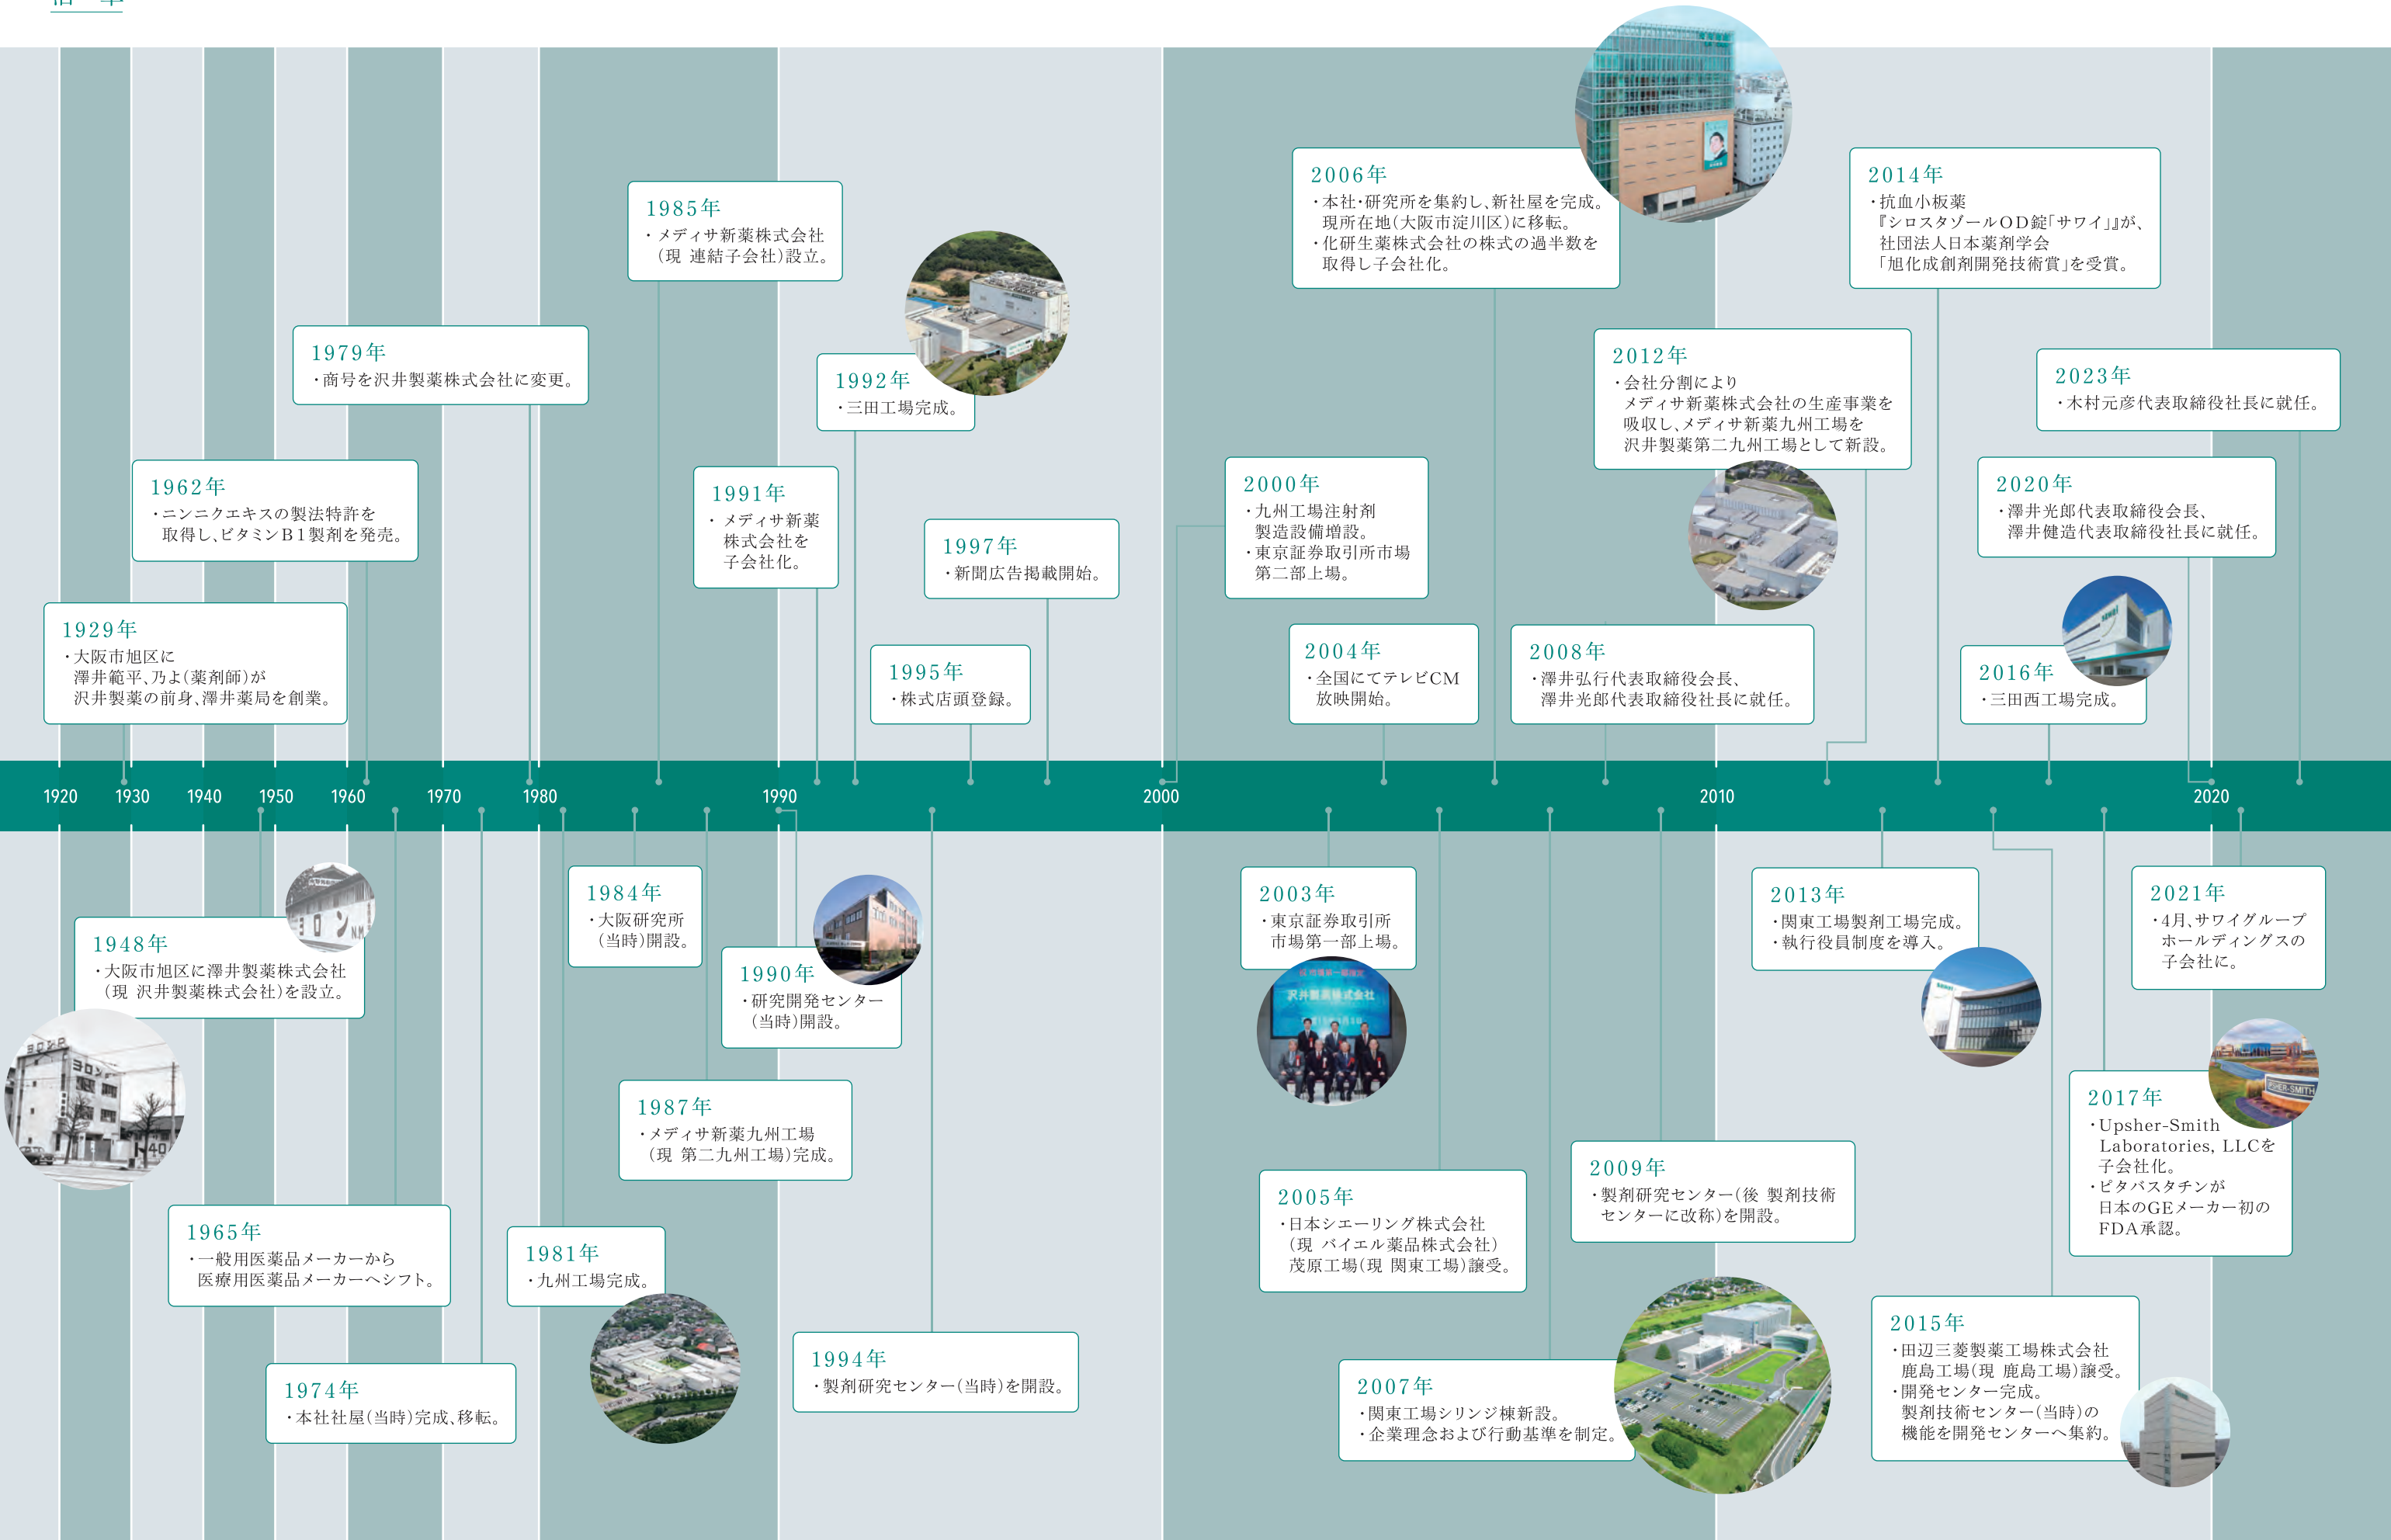 1985年
・メディサ新薬株式会社
（現 連結子会社）設立。
1979年
・商号を沢井製薬株式会社に変更。
1992年
・三田工場完成。
1962年
・ニンニクエキスの製法特許を
取得し、ビタミンB1製剤を発売。
1991年
・メディサ新薬
株式会社を
子会社化。
1997年
・新聞広告掲載開始。
1929年
・大阪市旭区に
澤井範平、乃よ（薬剤師）が
沢井製薬の前身、澤井薬局を創業。
1995年
・株式店頭登録。
2006年
・本社・研究所を集約し、新社屋を完成。
現所在地（大阪市淀川区）に移転。
・化研生薬株式会社の株式の過半数を
取得し子会社化。
2014年
・抗血小板薬
『シロスタゾールOD錠「サワイ」』が、
社団法人日本薬剤学会
「旭化成創剤開発技術賞」を受賞。
2012年
・会社分割により
メディサ新薬株式会社の生産事業を
吸収し、メディサ新薬九州工場を
沢井製薬第二九州工場として新設。
2023年
・木村元彦代表取締役社長に就任。
2000年
・九州工場注射剤
製造設備増設。
・東京証券取引所市場
第二部上場。
2020年
・澤井光郎代表取締役会長、
澤井健造代表取締役社長に就任。
2004年
・全国にてテレビCM
放映開始。
2008年
・澤井弘行代表取締役会長、
澤井光郎代表取締役社長に就任。
2016年
・三田西工場完成。
sawai
1920 1930 1940 1950 1960 1970 1980 1990 2000 2010 2020
1984年
・大阪研究所
（当時）開設。
1948年
・大阪市旭区に澤井製薬株式会社
（現 沢井製薬株式会社）を設立。
1990年
・研究開発センター
（当時）開設。
1987年
・メディサ新薬九州工場
（現 第二九州工場）完成。
1965年
・一般用医薬品メーカーから
医療用医薬品メーカーへシフト。
1981年
・九州工場完成。
1974年
・本社社屋（当時）完成、移転。
1994年
・製剤研究センター（当時）を開設。
2003年
・東京証券取引所
市場第一部上場。
沢井製薬株式会社
2013年
・関東工場製剤工場完成。
・執行役員制度を導入。
sawai
2021年
・4月、サワイグループ
ホールディングスの
子会社に。
2017年
・Upsher-Smith
Laboratories, LLCを
子会社化。
・ピタバスタチンが
日本のGEメーカー初の
FDA承認。
PSHER-SMITH
2005年
・日本シエーリング株式会社
（現 バイエル薬品株式会社）
茂原工場（現 関東工場）譲受。
2009年
・製剤研究センター（後 製剤技術
センターに改称）を開設。
2007年
・関東工場シリンジ棟新設。
・企業理念および行動基準を制定。
2015年
・田辺三菱製薬工場株式会社
鹿島工場（現 鹿島工場）譲受。
・開発センター完成。
製剤技術センター（当時）の
機能を開発センターへ集約。